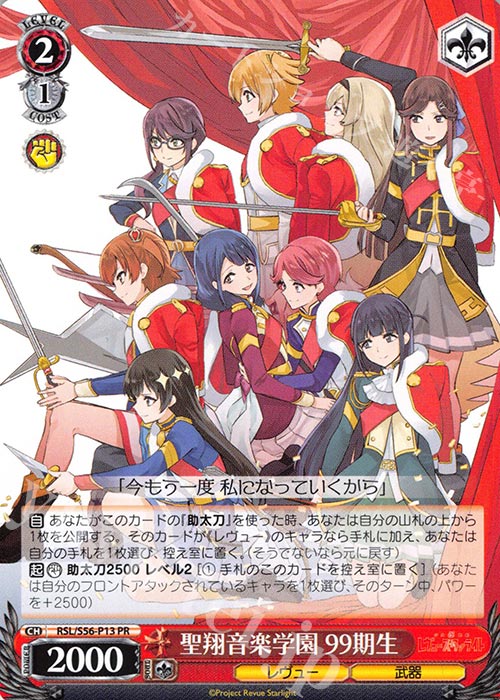 LEVEL
2
1
COST
「今もう一度 私になっていくから」
自 あなたがこのカードの「助太刀」を使った時、あなたは自分の山札の上から
1枚を公開する。そのカードが《レヴュー》のキャラなら手札に加え、あなたは
自分の手札を1枚選び、控え室に置く。(そうでないなら元に戻す)
起 助太刀2500 レベル2 [① 手札のこのカードを控え室に置く] (あなたは
自分のフロントアタックされているキャラを1枚選び、そのターン中、パワー
を+2500)
CH RSL/S56-P13 PR
聖翔音楽学園 99期生
POWER
2000
SOUL
レヴュー
武器
©Project Revue Starlight